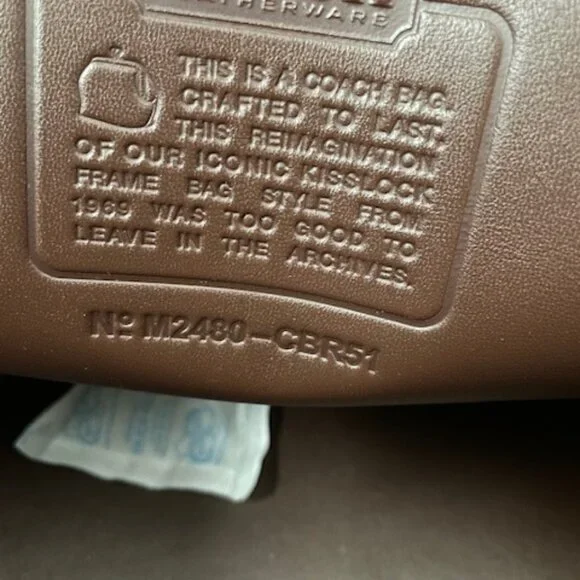 THIS IS A COACH BAG.
CRAFTED TO LAST.
THIS REIMAGINATION
OF OUR ICONIC KISSLOCK
FRAME BAG STYLE FROM
1969 WAS TOO GOOD TO
LEAVE IN THE ARCHIVES.
No M2480-CBR51